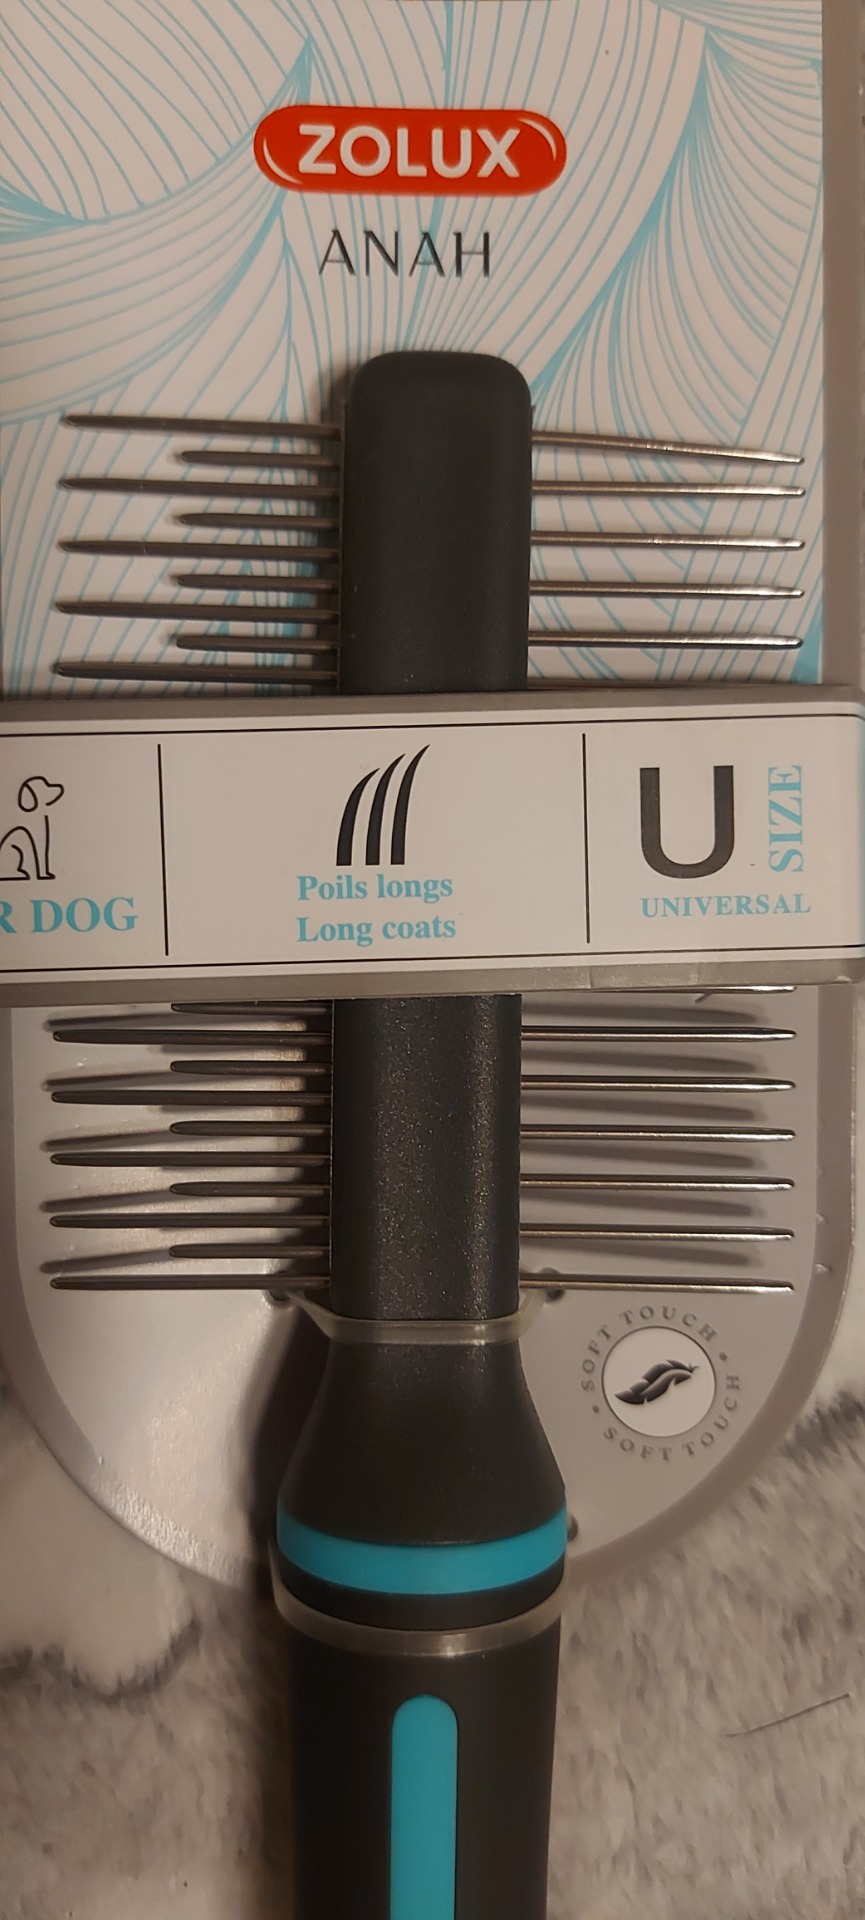 ZOLUX
ANAH
R DOG
Poils longs
Long coats
U
SIZE
UNIVERSAL
SOFT TOUCH
SOFT TOUCH